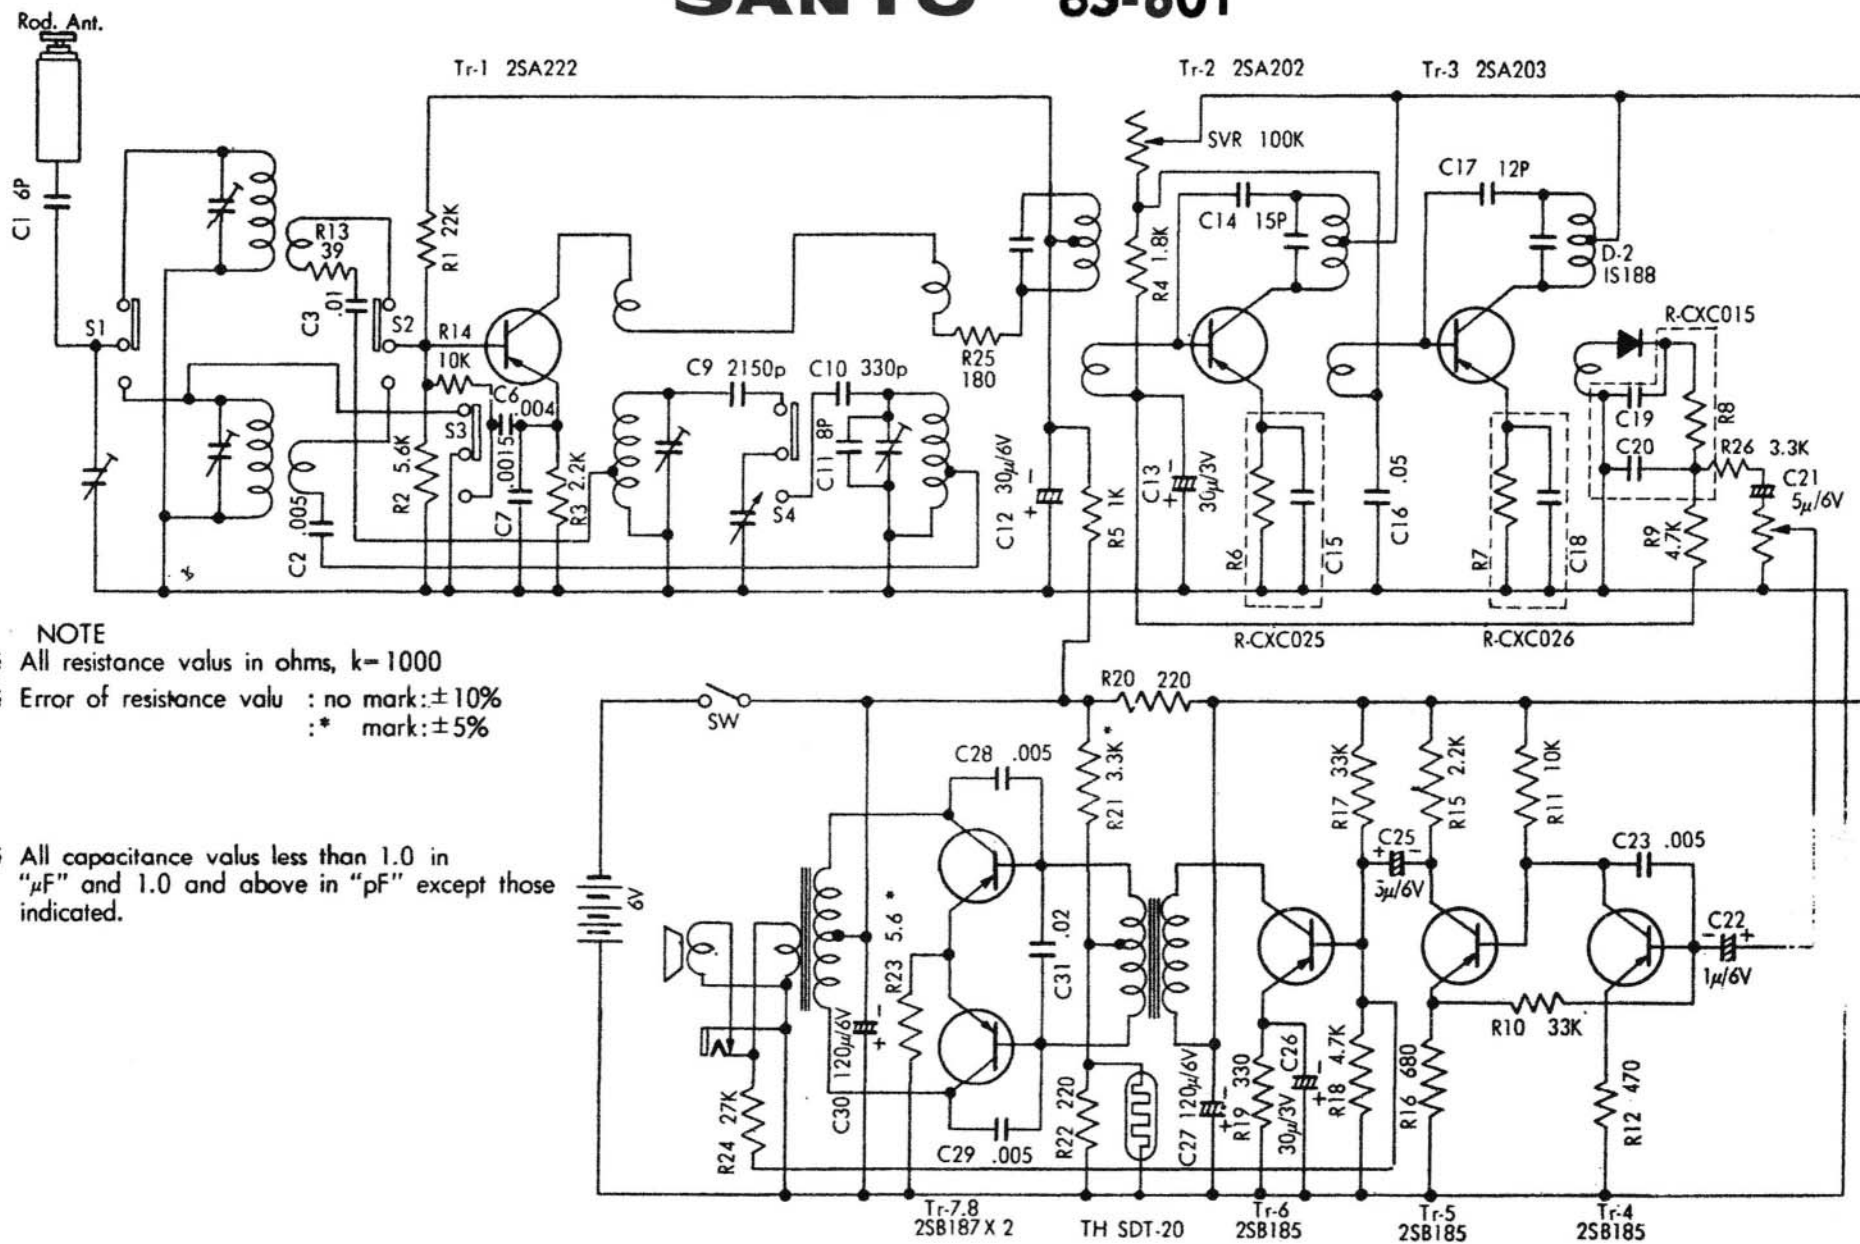 SANYO 8S-801
Rod. Ant.
Tr-1 2SA222
Tr-2 2SA202
Tr-3 2SA203
C1 6P
R13
39
.01
C3
S1
S2
R1 22K
R14
10K
C6
.004
S3
.0015
C7
R2 5.6K
R3 2.2K
C2 .005
C9 2150p
C10 330p
C11 8P
S4
R25
180
C12 30μ/6V
- +
R5 1K
SVR 100K
R4 1.8K
C14 15P
C13
30μ/3V
- +
R6
C15
C16 .05
R-CXC025
C17 12P
D-2
IS188
R-CXC015
C19
C20
R8
R26 3.3K
C21
5μ/6V
R9
4.7K
R7
C18
R-CXC026
NOTE
All resistance valus in ohms, k=1000
Error of resistance valu : no mark:±10%
:* mark:±5%
All capacitance valus less than 1.0 in
"μF" and 1.0 and above in "pF" except those
indicated.
SW
6V
R20 220
R21 3.3K *
C28 .005
R23 5.6 *
C31 .02
C30 120μ/6V
- +
R24 27K
C29 .005
R22 220
C27 120μ/6V
- +
R19 330
C26
30μ/3V
- +
R17 33K
R18 4.7K
C25
+ -
5μ/6V
R15 2.2K
R16 680
R11 10K
R10 33K
C23 .005
C22
- +
1μ/6V
R12 470
Tr-7.8
2SB187 X 2
TH SDT-20
Tr-6
2SB185
Tr-5
2SB185
Tr-4
2SB185